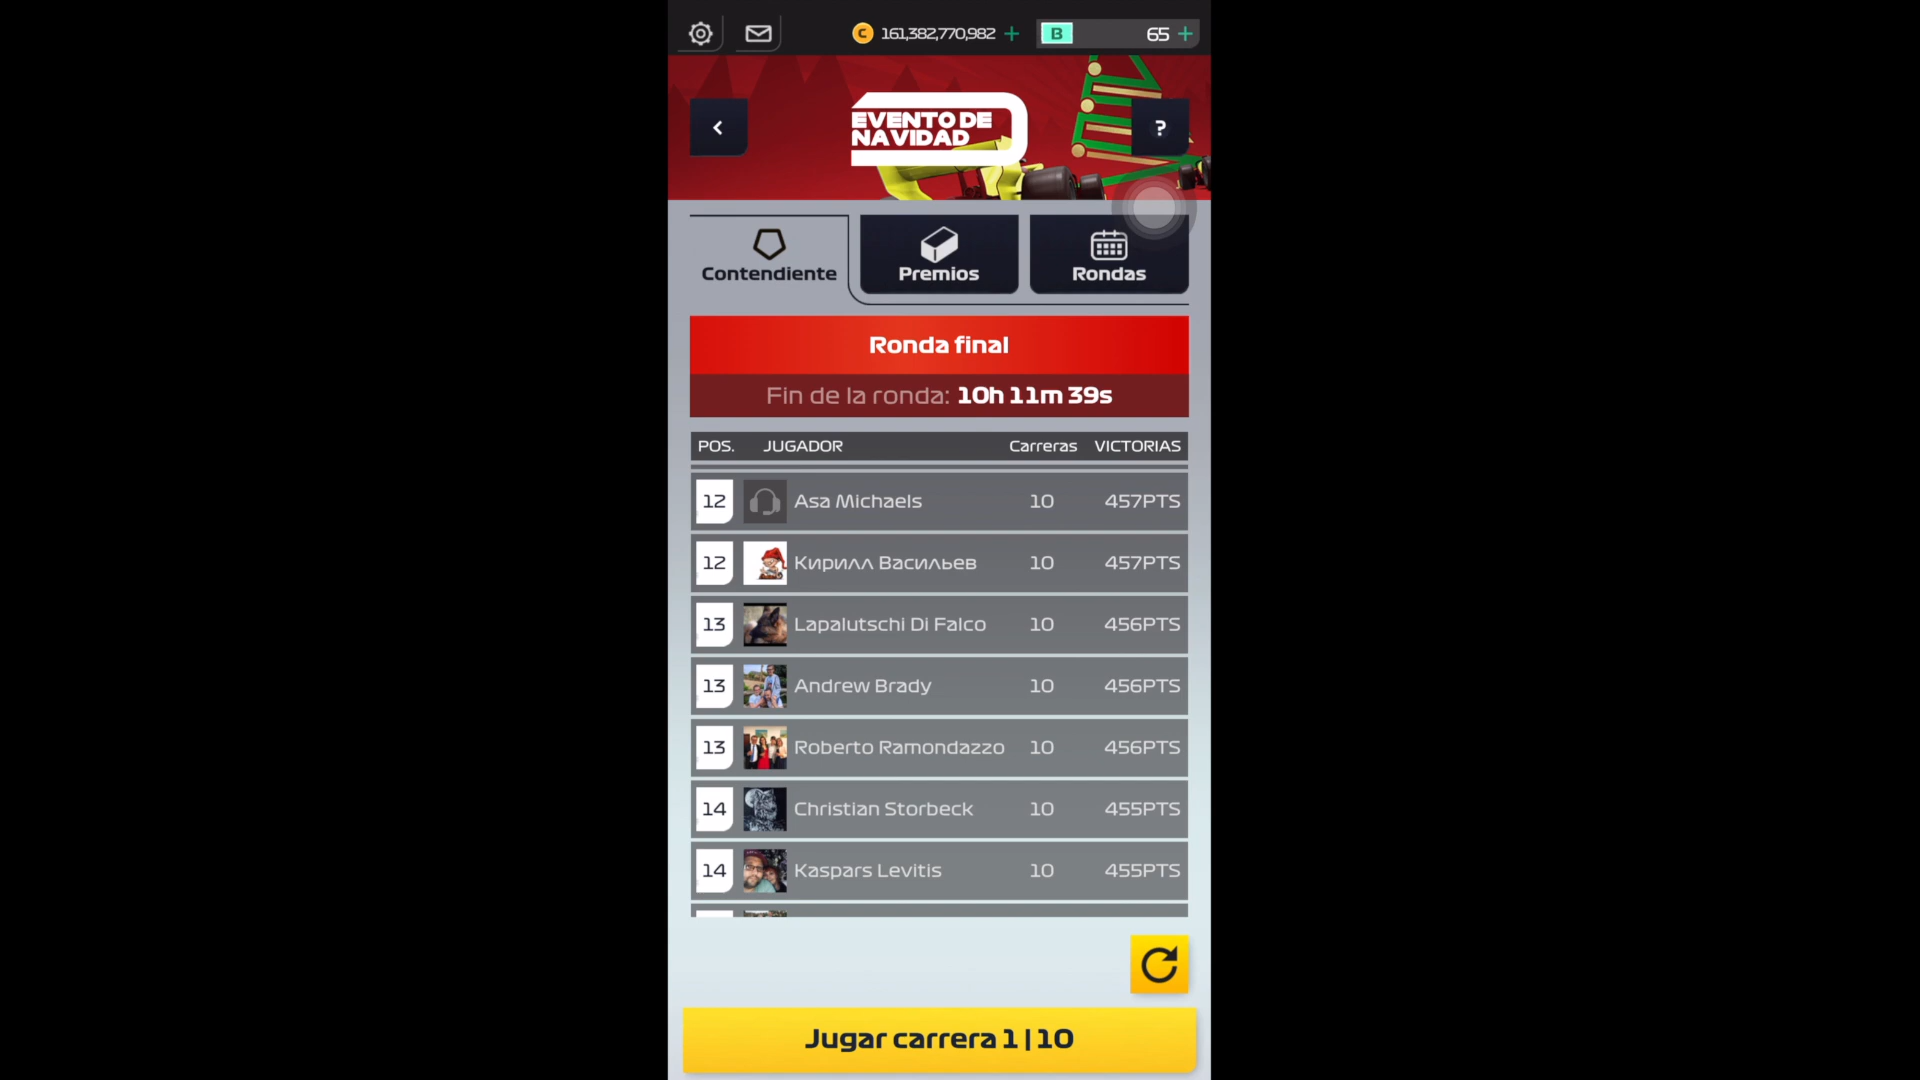 C 161,382,770,982 + B 65 +
EVENTO DE
NAVIDAD
?
Contendiente Premios Rondas
Ronda final
Fin de la ronda: 10h 11m 39s
POS. JUGADOR Carreras VICTORIAS
12 Asa Michaels 10 457PTS
12 Кирилл Васильев 10 457PTS
13 Lapalutschi Di Falco 10 456PTS
13 Andrew Brady 10 456PTS
13 Roberto Ramondazzo 10 456PTS
14 Christian Storbeck 10 455PTS
14 Kaspars Levitis 10 455PTS
Jugar carrera 1 | 10